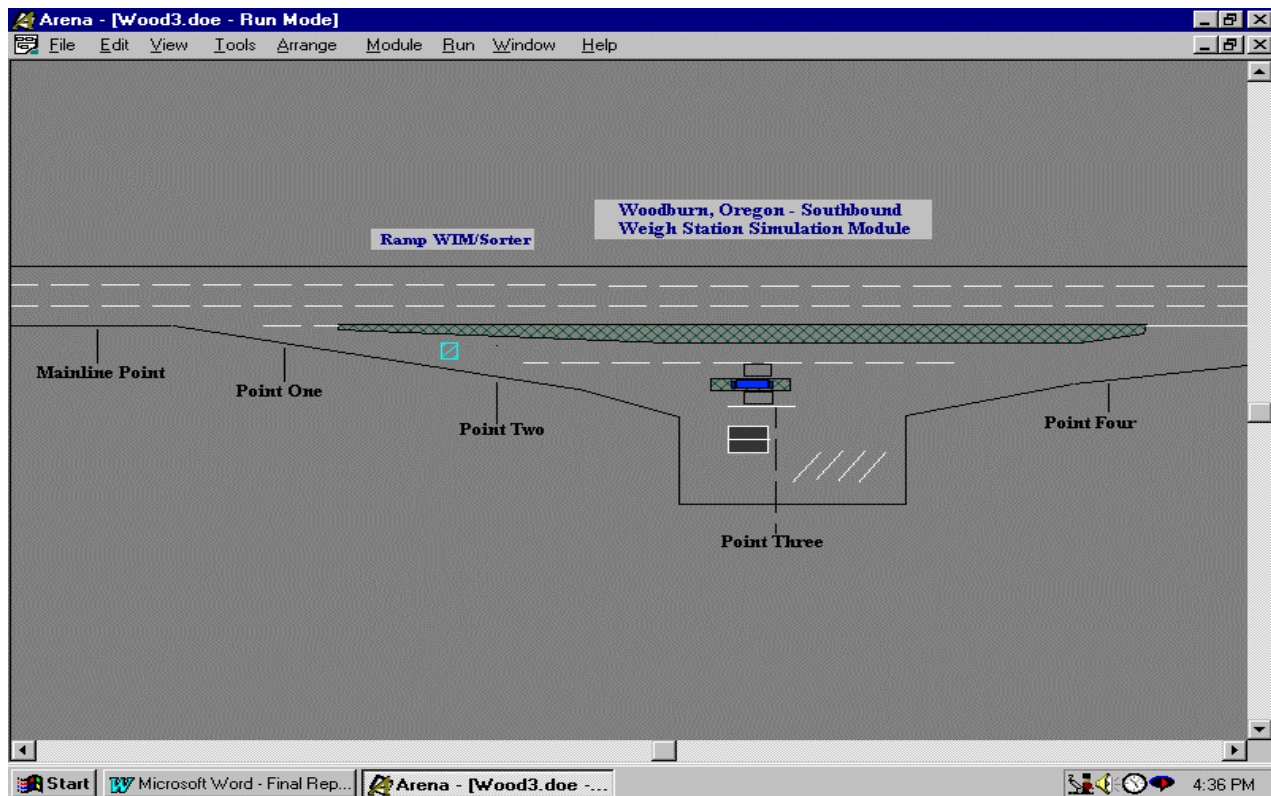 Arena - [Wood3.doe - Run Mode]
File Edit View Tools Arrange Module Run Window Help
Woodburn, Oregon - Southbound
Weigh Station Simulation Module
Ramp WIM/Sorter
Mainline Point
Point One
Point Two
Point Four
Point Three
Start Microsoft Word - Final Rep... Arena - [Wood3.doe -... 4:36 PM